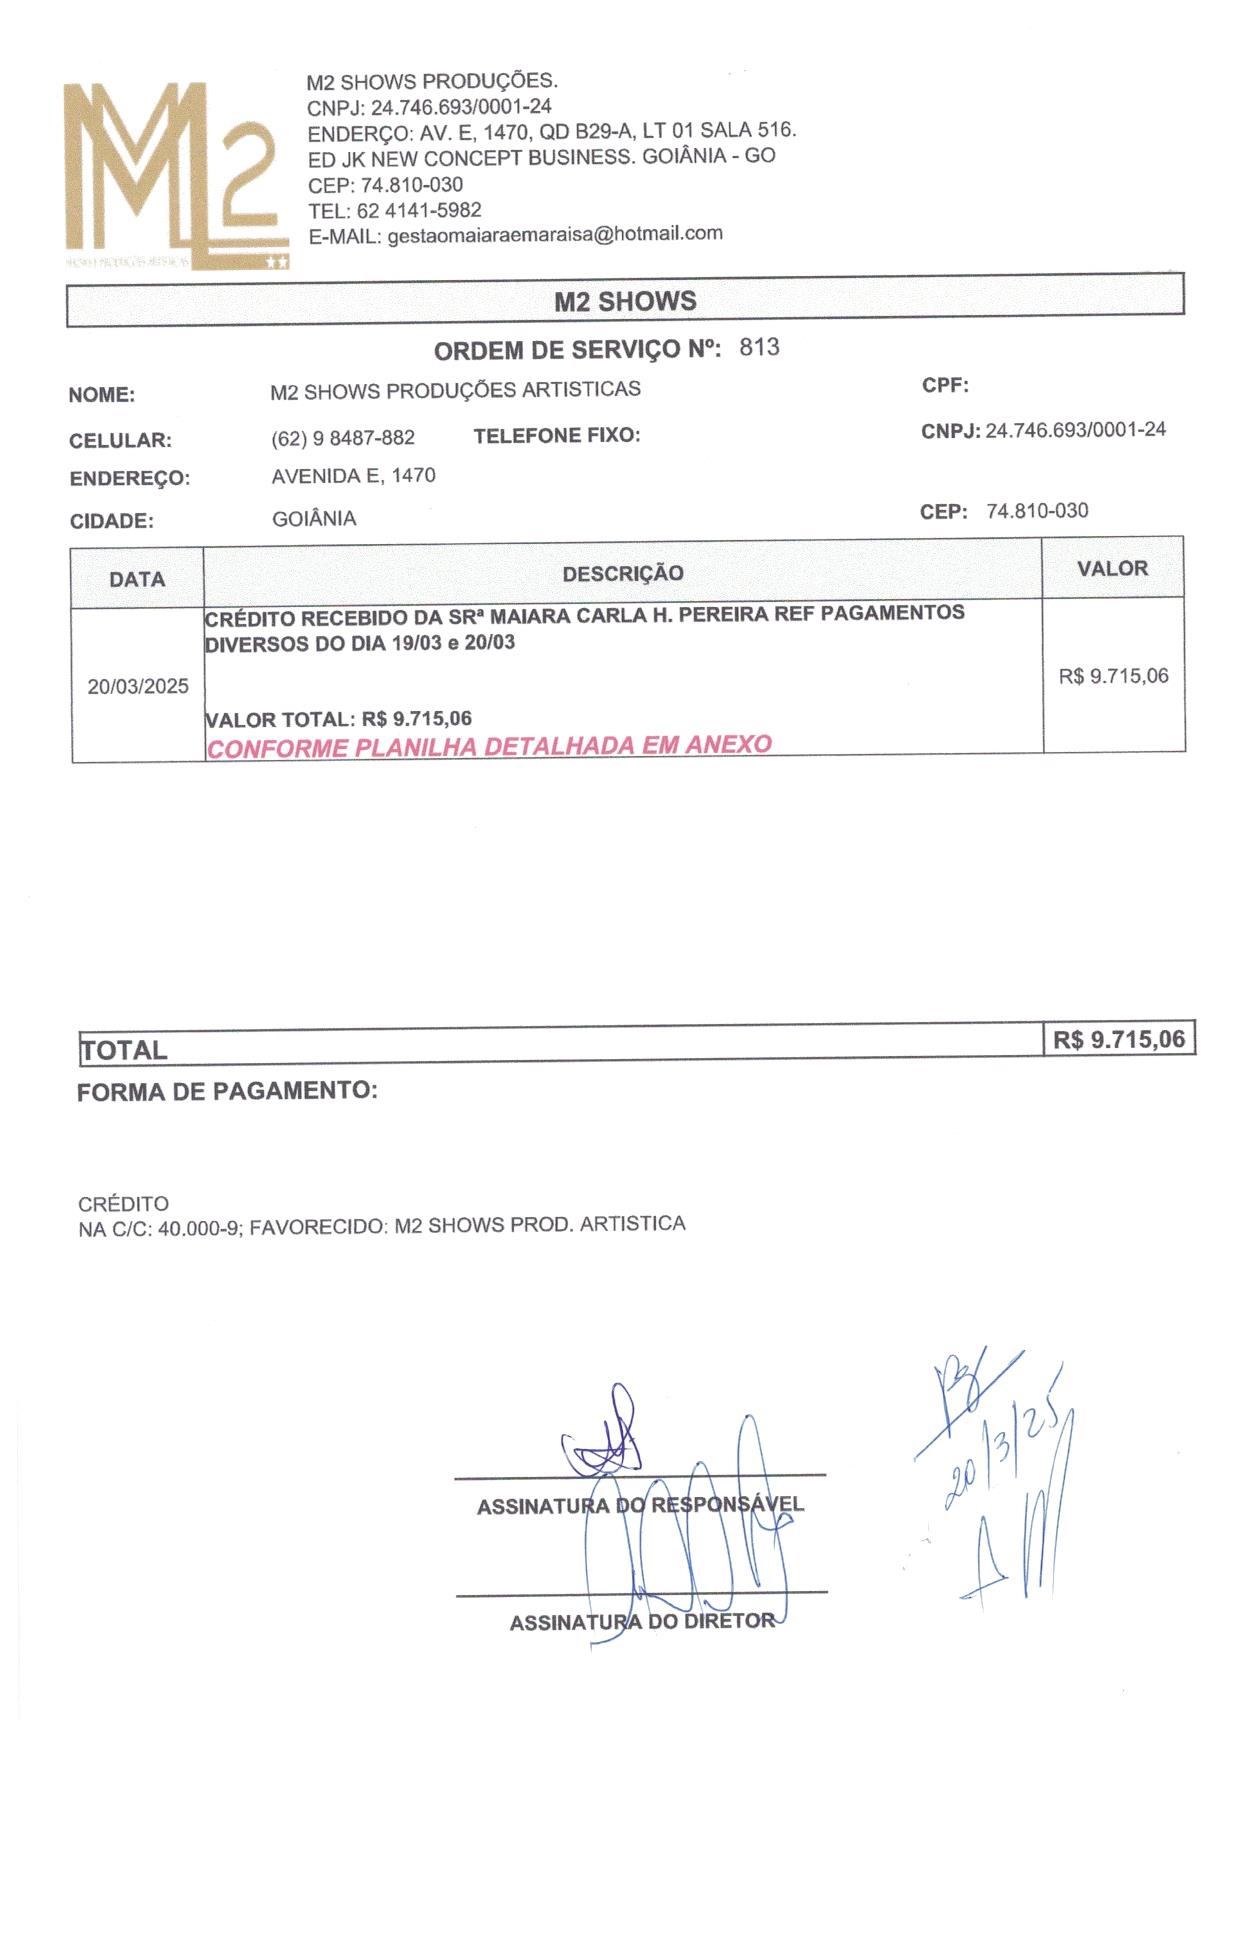 M2 SHOWS PRODUÇÕES.
CNPJ: 24.746.693/0001-24
ENDERÇO: AV. E, 1470, QD B29-A, LT 01 SALA 516.
ED JK NEW CONCEPT BUSINESS. GOIÂNIA - GO
CEP: 74.810-030
TEL: 62 4141-5982
E-MAIL: gestaomaiaraemaraisa@hotmail.com
M2
M2 SHOWS
ORDEM DE SERVIÇO Nº: 813
NOME: M2 SHOWS PRODUÇÕES ARTISTICAS CPF:
CELULAR: (62) 9 8487-882 TELEFONE FIXO: CNPJ: 24.746.693/0001-24
ENDEREÇO: AVENIDA E, 1470
CIDADE: GOIÂNIA CEP: 74.810-030
DATA DESCRIÇÃO VALOR
CRÉDITO RECEBIDO DA SRª MAIARA CARLA H. PEREIRA REF PAGAMENTOS
DIVERSOS DO DIA 19/03 e 20/03
20/03/2025 R$ 9.715,06
VALOR TOTAL: R$ 9.715,06
CONFORME PLANILHA DETALHADA EM ANEXO
TOTAL R$ 9.715,06
FORMA DE PAGAMENTO:
CRÉDITO
NA C/C: 40.000-9; FAVORECIDO: M2 SHOWS PROD. ARTISTICA
20/3/25
ASSINATURA DO RESPONSÁVEL
ASSINATURA DO DIRETOR